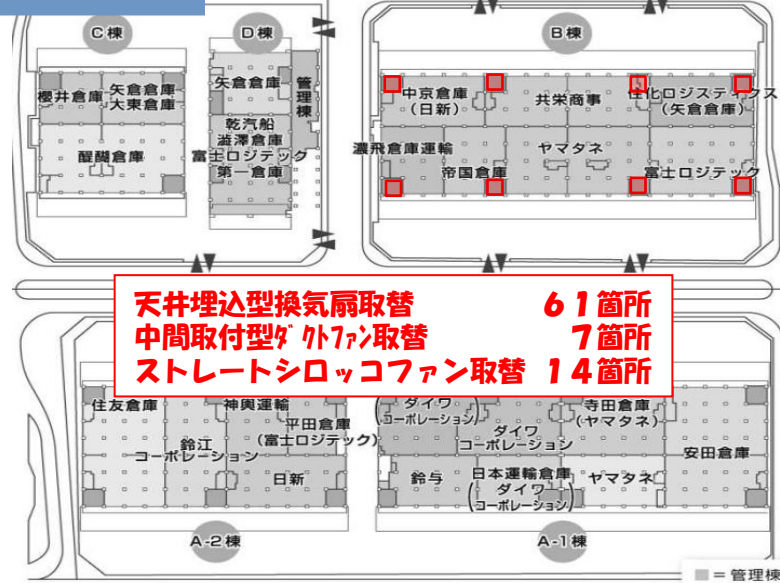 C棟
D棟
B棟
櫻井倉庫
矢倉倉庫
大東倉庫
醍醐倉庫
矢倉倉庫
管理棟
乾汽船
澁澤倉庫
富士ロジテック
第一倉庫
中京倉庫
(日新)
共栄商事
住化ロジスティクス
(矢倉倉庫)
濃飛倉庫運輸
帝国倉庫
ヤマタネ
富士ロジテック
天井埋込型換気扇取替 61箇所
中間取付型ダクトファン取替 7箇所
ストレートシロッコファン取替 14箇所
住友倉庫
神興運輸
平田倉庫
(富士ロジテック)
鈴江
コーポレーション
日新
(ダイワ
コーポレーション)
ダイワ
コーポレーション
寺田倉庫
(ヤマタネ)
安田倉庫
鈴与
日本運輸倉庫
(ダイワ
コーポレーション)
ヤマタネ
A-2棟
A-1棟
=管理棟